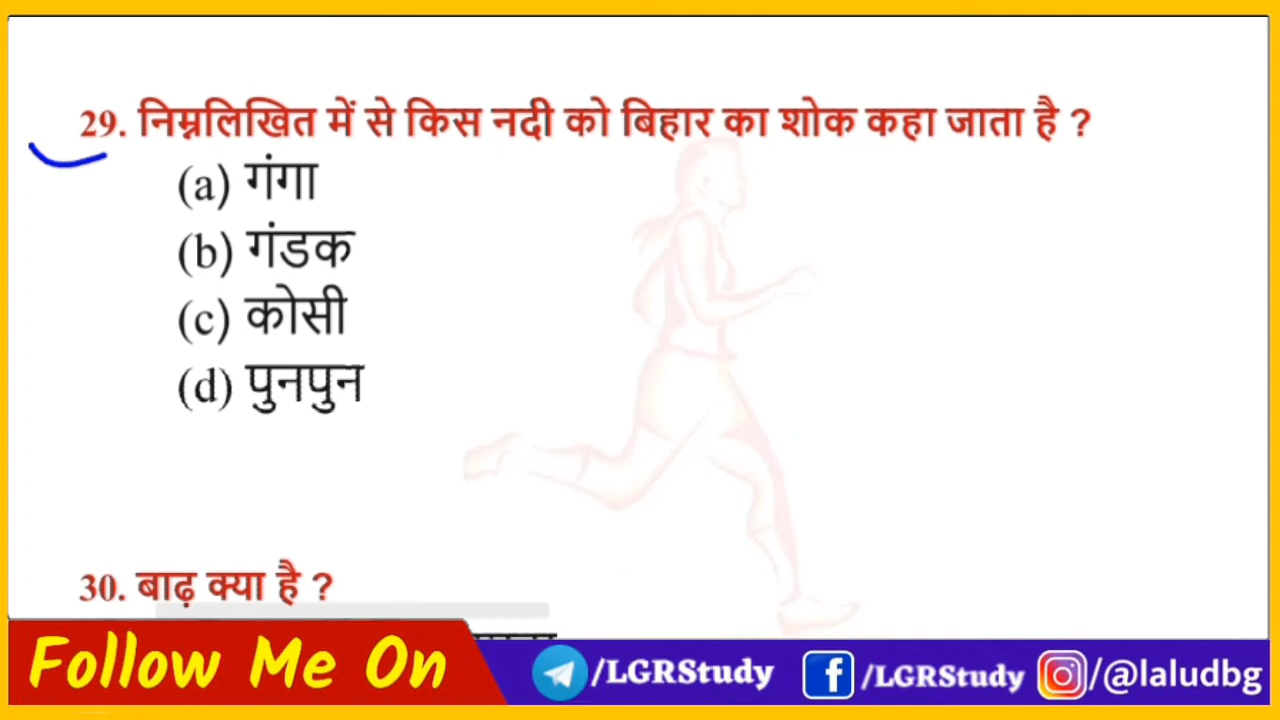 29. निम्नलिखित में से किस नदी को बिहार का शोक कहा जाता है ?
(a) गंगा
(b) गंडक
(c) कोसी
(d) पुनपुन
30. बाढ़ क्या है ?
Follow Me On /LGRStudy /LGRStudy /@laludbg